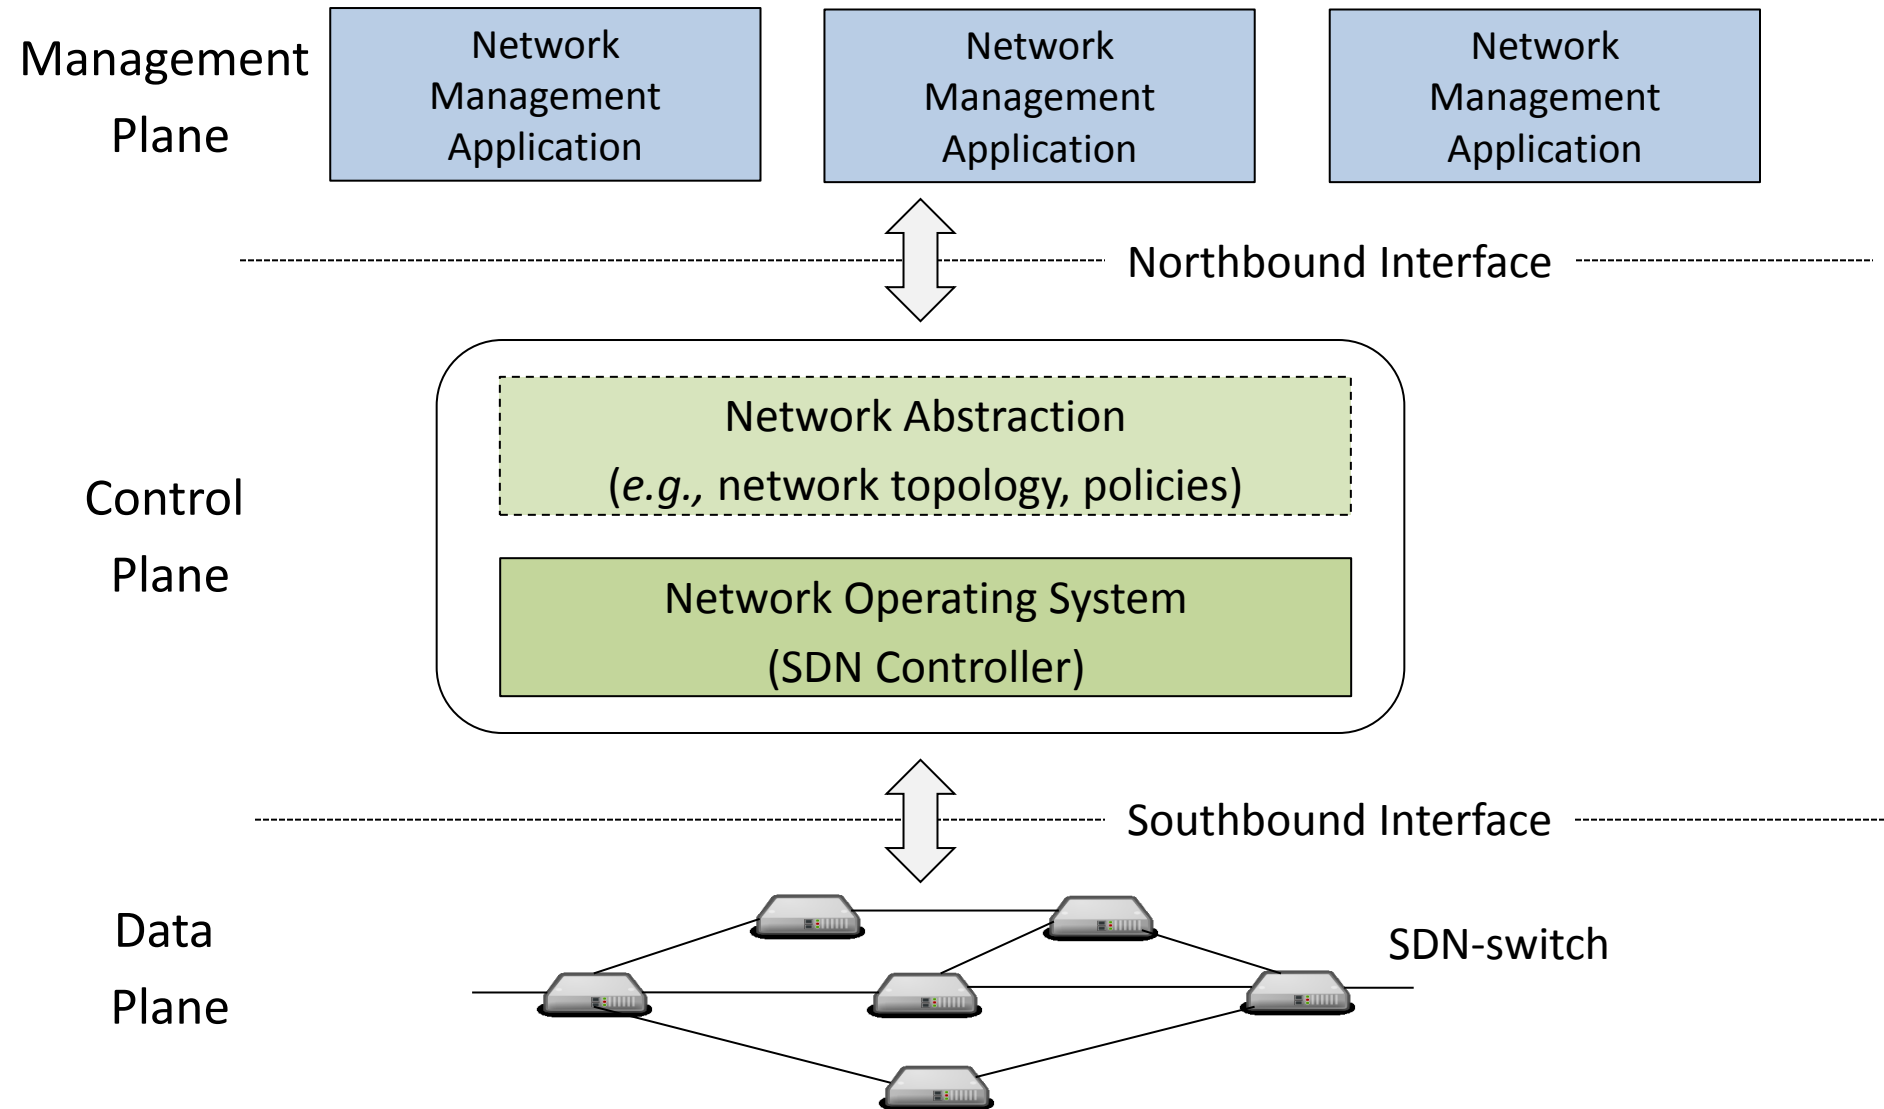 Management
Plane
Network
Management
Application
Network
Management
Application
Network
Management
Application
Northbound Interface
Control
Plane
Network Abstraction
(e.g., network topology, policies)
Network Operating System
(SDN Controller)
Southbound Interface
Data
Plane
SDN-switch